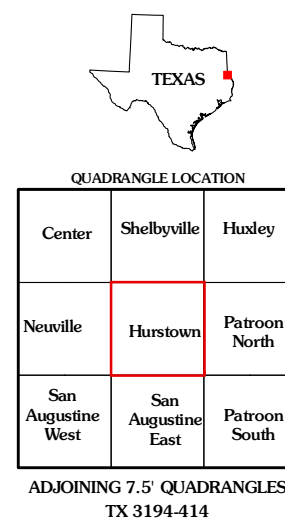 TEXAS
QUADRANGLE LOCATION
Center
Shelbyville
Huxley
Neuville
Hurstown
Patroon
North
San
Augustine
West
San
Augustine
East
Patroon
South
ADJOINING 7.5' QUADRANGLES
TX 3194-414